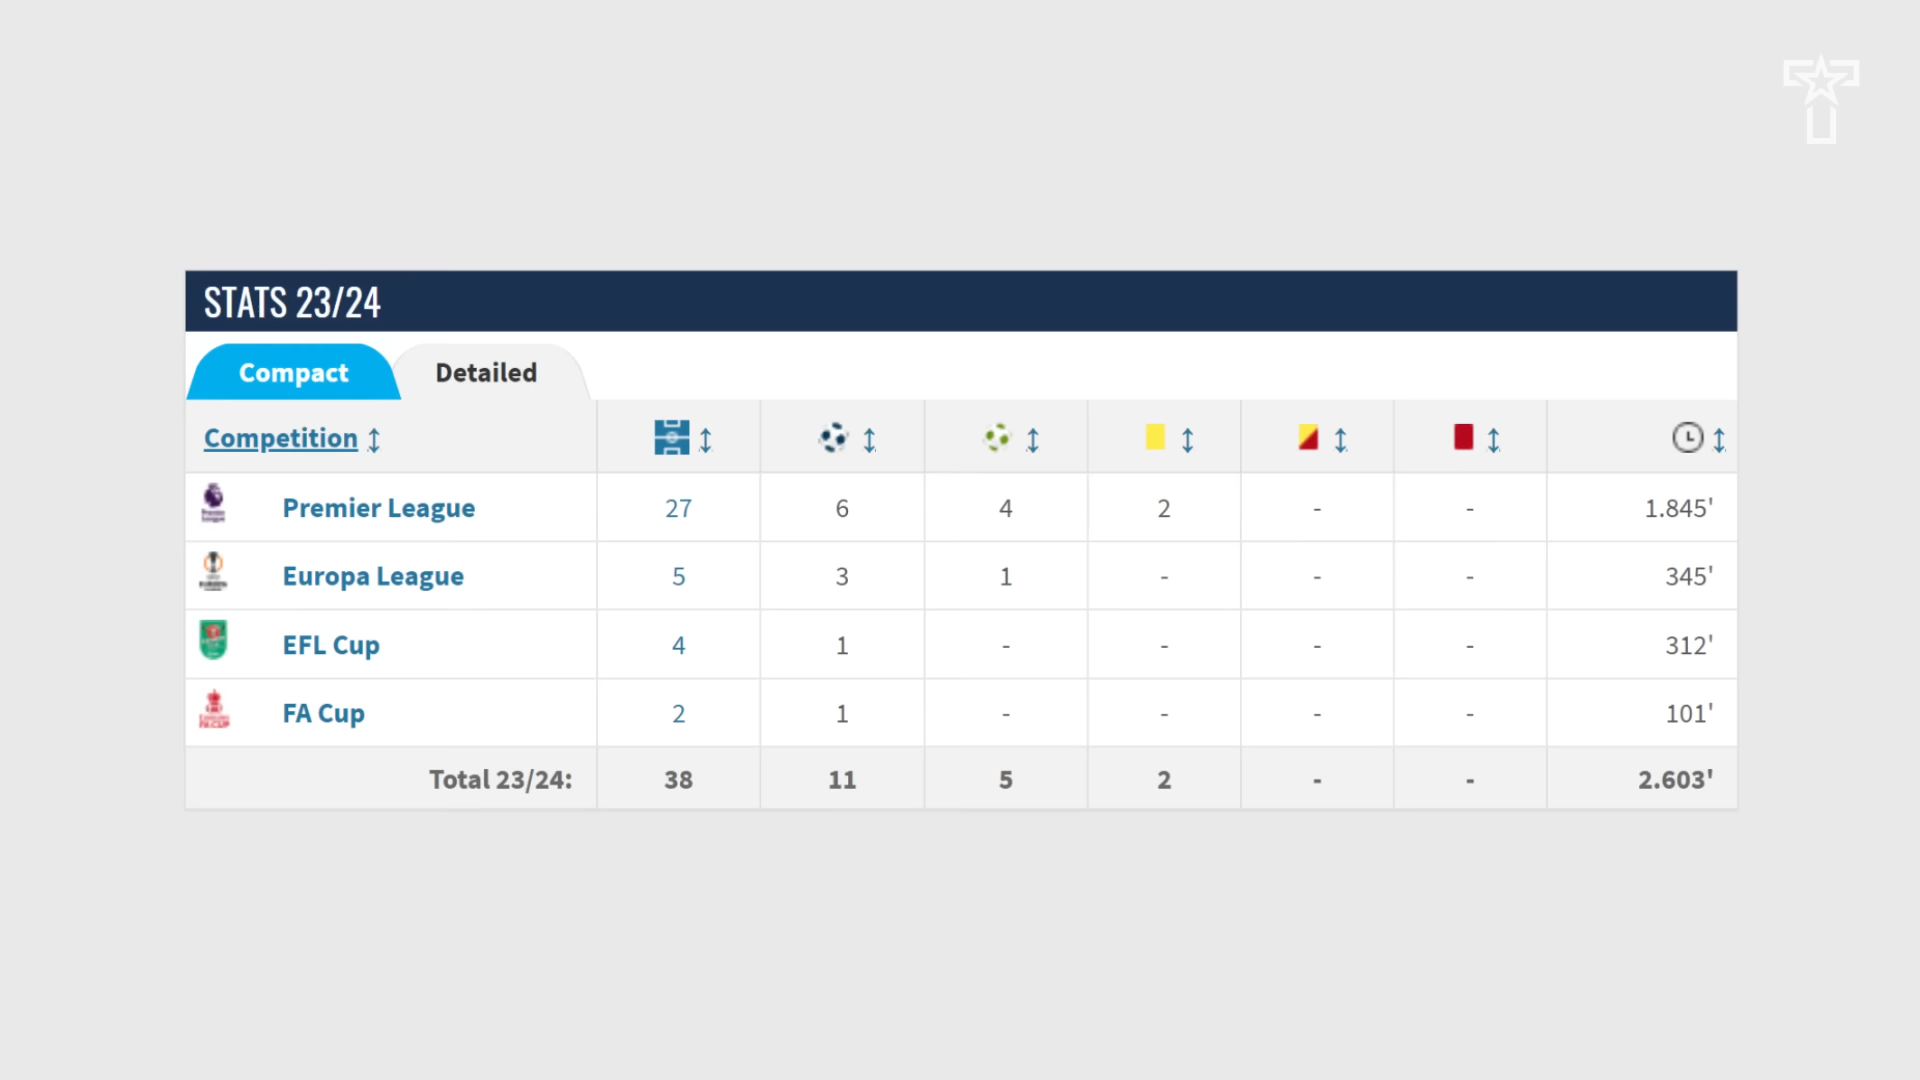 STATS 23/24
Compact Detailed
Competition
Premier League 27 6 4 2 - - 1.845'
Europa League 5 3 1 - - - 345'
EFL Cup 4 1 - - - - 312'
FA Cup 2 1 - - - - 101'
Total 23/24: 38 11 5 2 - - 2.603'